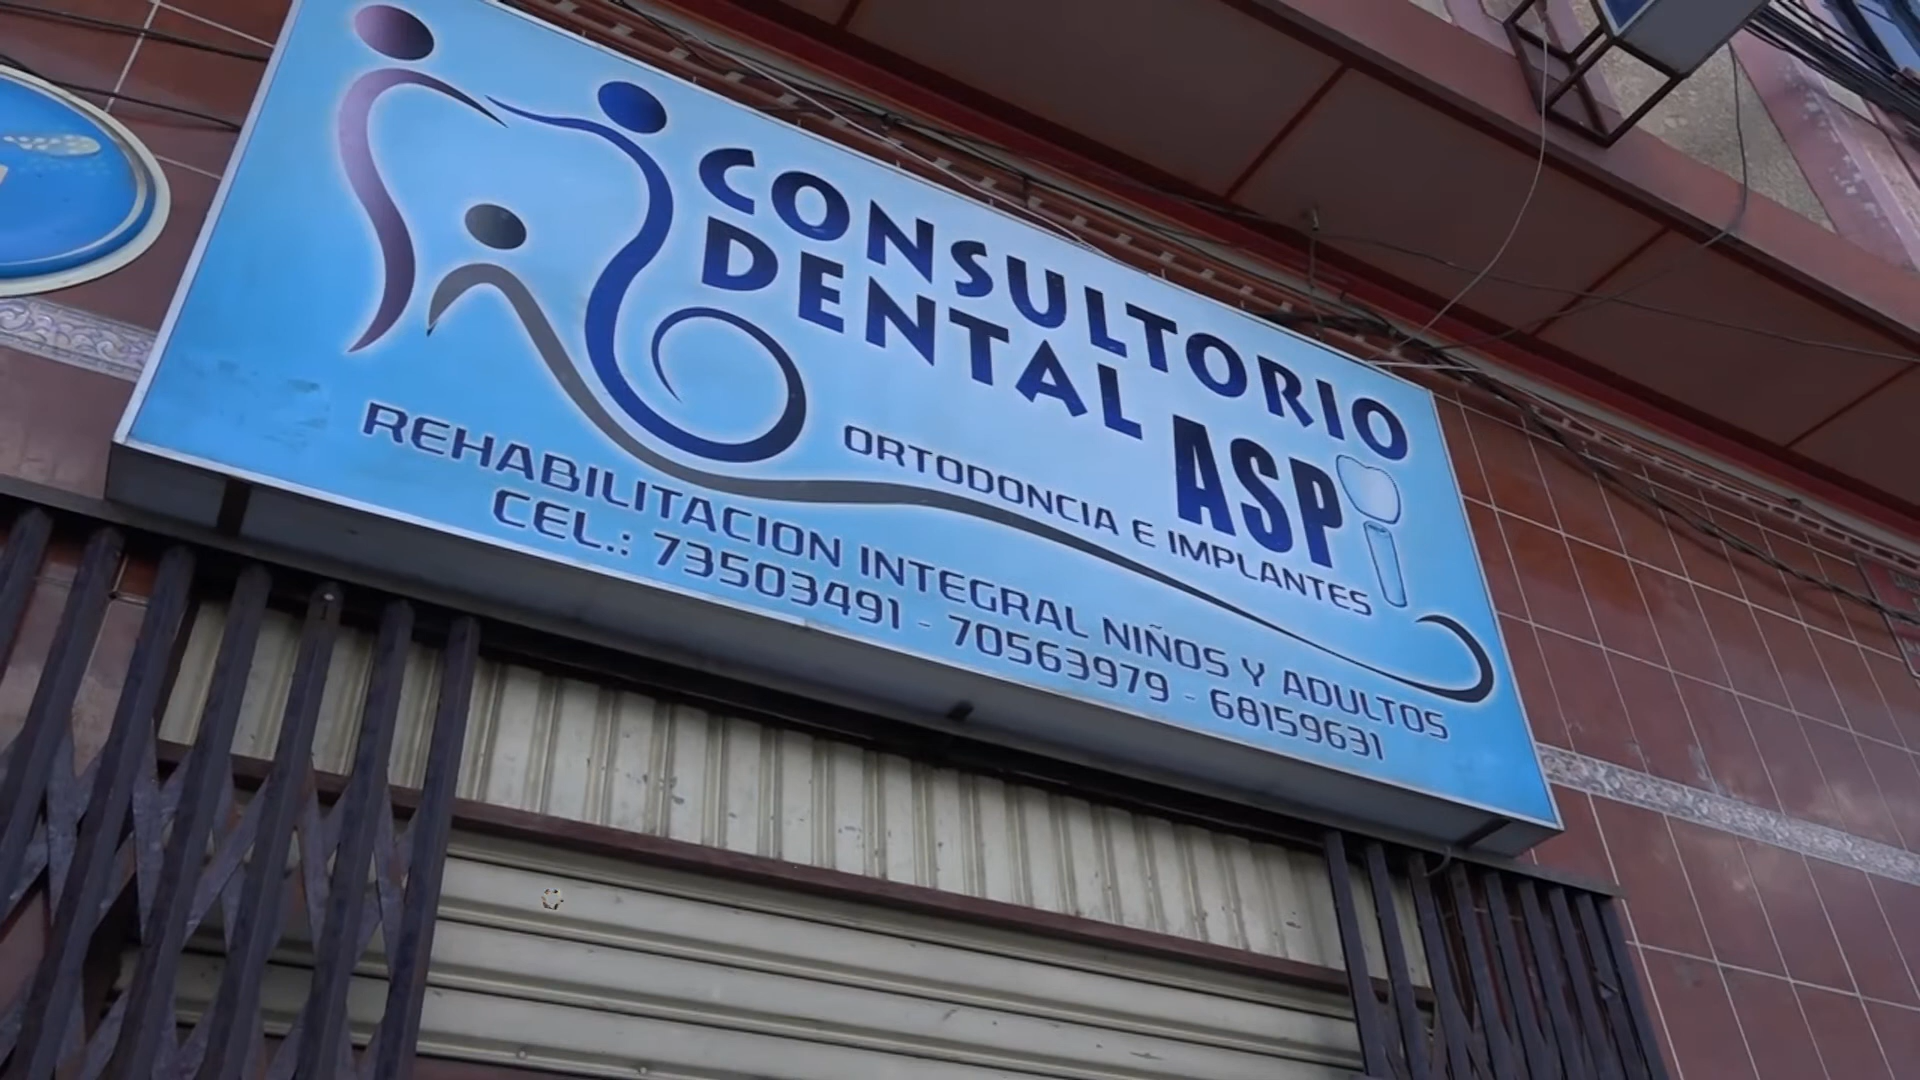 CONSULTORIO
DENTAL ASP
ORTODONCIA E IMPLANTES
REHABILITACION INTEGRAL NIÑOS Y ADULTOS
CEL.: 73503491 - 70563979 - 68159631